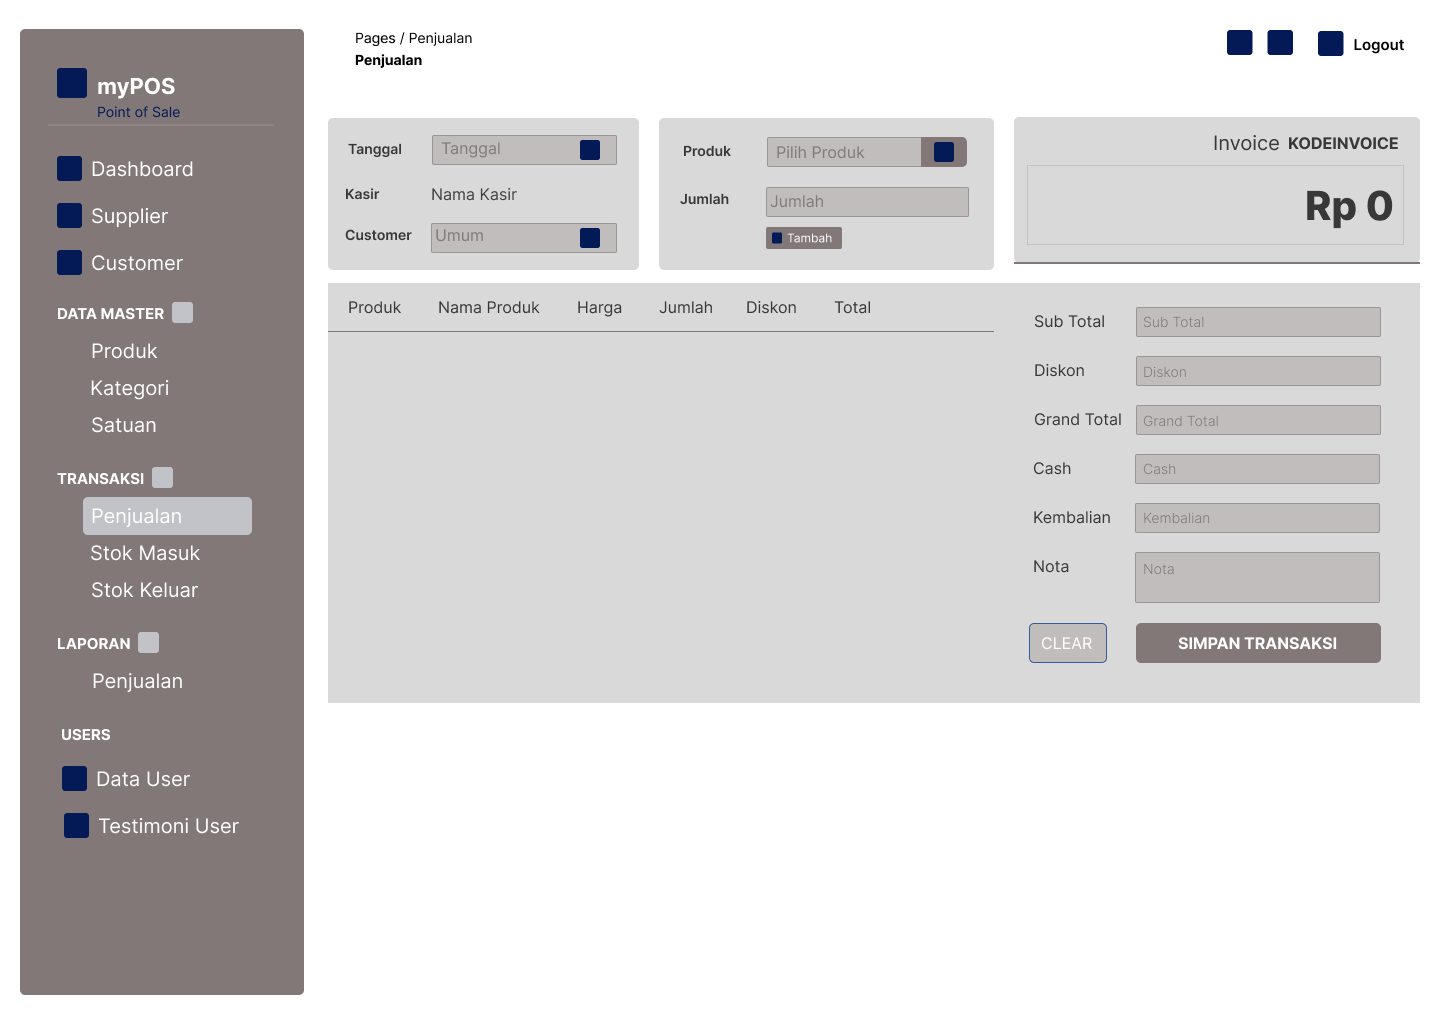 myPOS
Point of Sale
Dashboard
Supplier
Customer
DATA MASTER
Produk
Kategori
Satuan
TRANSAKSI
Penjualan
Stok Masuk
Stok Keluar
LAPORAN
Penjualan
USERS
Data User
Testimoni User
Pages / Penjualan
Penjualan
Logout
Tanggal Tanggal
Kasir Nama Kasir
Customer Umum
Produk Pilih Produk
Jumlah Jumlah
Tambah
Invoice KODEINVOICE
Rp 0
Produk Nama Produk Harga Jumlah Diskon Total
Sub Total Sub Total
Diskon Diskon
Grand Total Grand Total
Cash Cash
Kembalian Kembalian
Nota Nota
CLEAR SIMPAN TRANSAKSI